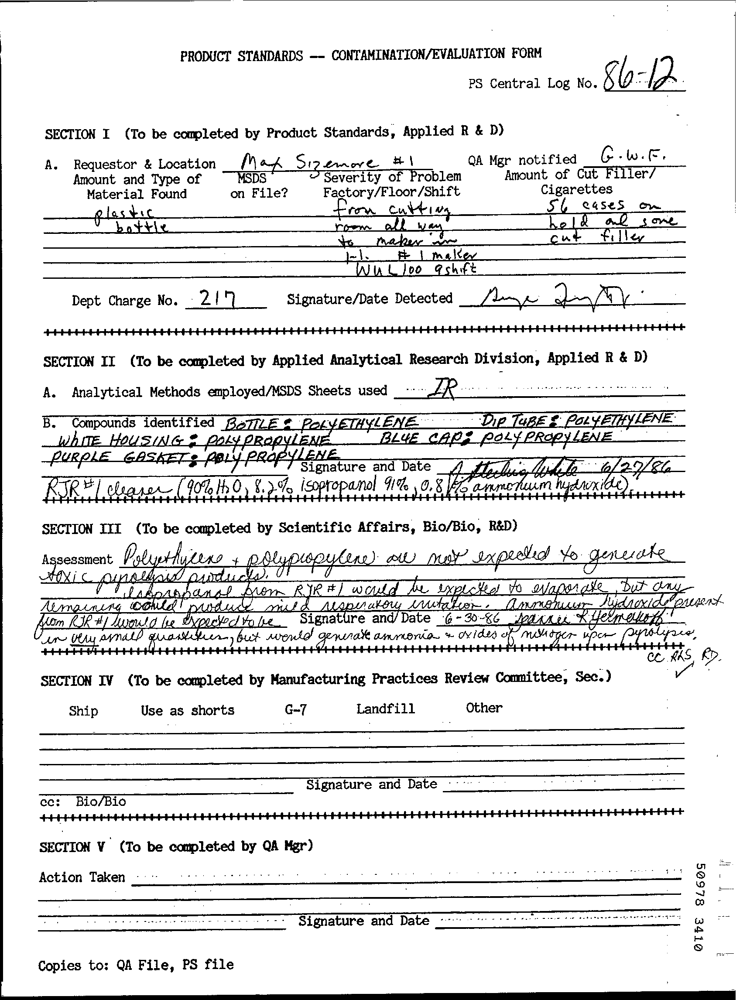 PRODUCT STANDARDS -- CONTAMINATION/EVALUATION FORM
PS Central Log No. 86-12
SECTION I (To be completed by Product Standards, Applied R & D)
A. Requestor & Location Max Sizemore #1 QA Mgr notified G.W.F.
Amount and Type of MSDS Severity of Problem Amount of Cut Filler/
Material Found on File? Factory/Floor/Shift Cigarettes
plastic from cutting 56 cases on
bottle room all way hold and some
to maker in cut filler
1-1. #1 maker
WUL 100 9 shift
Dept Charge No. 217 Signature/Date Detected
SECTION II (To be completed by Applied Analytical Research Division, Applied R & D)
A. Analytical Methods employed/MSDS Sheets used IR
B. Compounds identified BOTTLE: POLYETHYLENE DIP TUBE: POLYETHYLENE
WHITE HOUSING: POLYPROPYLENE BLUE CAP: POLYPROPYLENE
PURPLE GASKET: POLYPROPYLENE
Signature and Date A Sterling White 6/27/86
RJR #1 cleaner (90% H2O, 8.2% isopropanol 91%, 0.81% ammonium hydroxide)
SECTION III (To be completed by Scientific Affairs, Bio/Bio, R&D)
Assessment Polyethylene + polypropylene are not expected to generate
toxic pyrolysis products.
isopropanol from RJR #1 would be expected to evaporate, but any
remaining would produce mild respiratory irritation. ammonium hydroxide present
from RJR #1 would be expected to be Signature and Date 6-30-86
in very small quantities, but would generate ammonia + oxides of nitrogen upon pyrolysis.
cc RLS, RD.
SECTION IV (To be completed by Manufacturing Practices Review Committee, Sec.)
Ship Use as shorts G-7 Landfill Other
Signature and Date
cc: Bio/Bio
SECTION V (To be completed by QA Mgr)
Action Taken
Signature and Date
Copies to: QA File, PS file
50978 3410